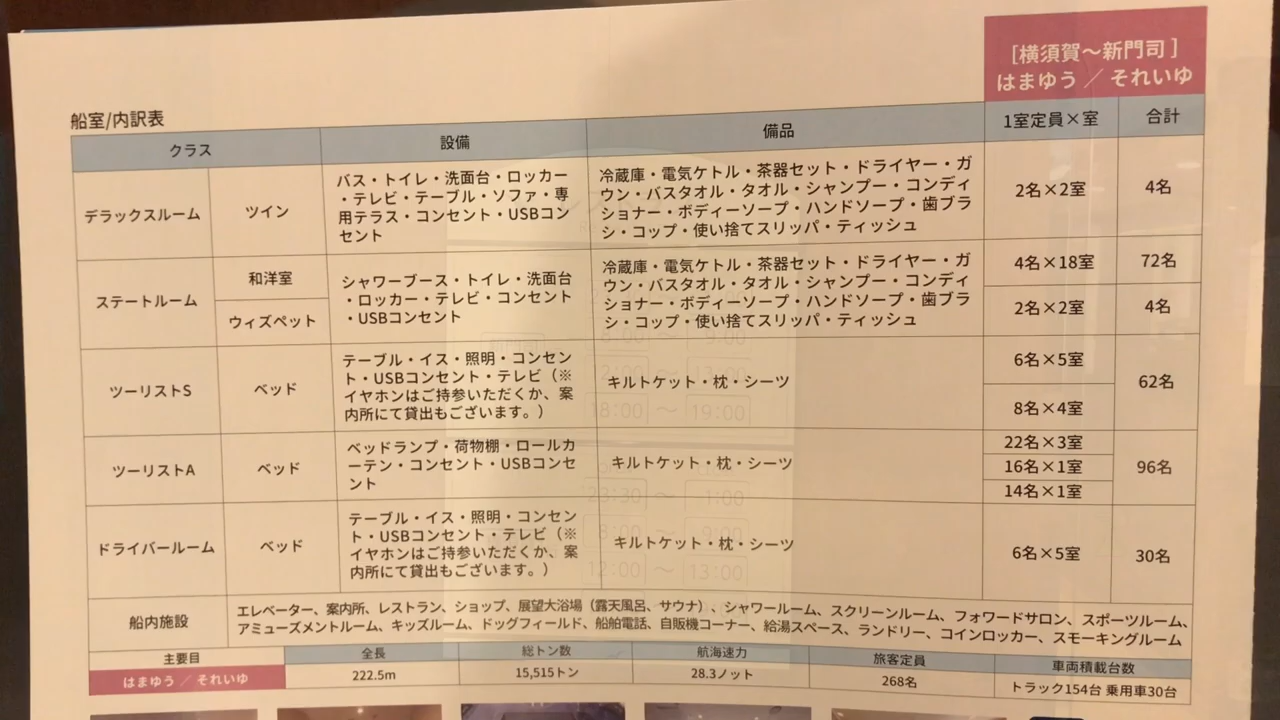 [横須賀～新門司]
はまゆう ／ それいゆ
船室/内訳表
クラス
設備
備品
1室定員×室
合計
デラックスルーム
ツイン
バス・トイレ・洗面台・ロッカー
・テレビ・テーブル・ソファ・専
用テラス・コンセント・USBコン
セント
冷蔵庫・電気ケトル・茶器セット・ドライヤー・ガ
ウン・バスタオル・タオル・シャンプー・コンディ
ショナー・ボディーソープ・ハンドソープ・歯ブラ
シ・コップ・使い捨てスリッパ・ティッシュ
2名×2室
4名
ステートルーム
和洋室
ウィズペット
シャワーブース・トイレ・洗面台
・ロッカー・テレビ・コンセント
・USBコンセント
冷蔵庫・電気ケトル・茶器セット・ドライヤー・ガ
ウン・バスタオル・タオル・シャンプー・コンディ
ショナー・ボディーソープ・ハンドソープ・歯ブラ
シ・コップ・使い捨てスリッパ・ティッシュ
4名×18室
72名
2名×2室
4名
ツーリストS
ベッド
テーブル・イス・照明・コンセン
ト・USBコンセント・テレビ（※
イヤホンはご持参いただくか、案
内所にて貸出もございます。）
キルトケット・枕・シーツ
6名×5室
8名×4室
62名
ツーリストA
ベッド
ベッドランプ・荷物棚・ロールカ
ーテン・コンセント・USBコンセ
ント
キルトケット・枕・シーツ
22名×3室
16名×1室
14名×1室
96名
ドライバールーム
ベッド
テーブル・イス・照明・コンセン
ト・USBコンセント・テレビ（※
イヤホンはご持参いただくか、案
内所にて貸出もございます。）
キルトケット・枕・シーツ
6名×5室
30名
船内施設
エレベーター、案内所、レストラン、ショップ、展望大浴場（露天風呂、サウナ）、シャワールーム、スクリーンルーム、フォワードサロン、スポーツルーム、
アミューズメントルーム、キッズルーム、ドッグフィールド、船舶電話、自販機コーナー、給湯スペース、ランドリー、コインロッカー、スモーキングルーム
主要目
全長
総トン数
航海速力
旅客定員
車両積載台数
はまゆう ／ それいゆ
222.5m
15,515トン
28.3ノット
268名
トラック154台 乗用車30台